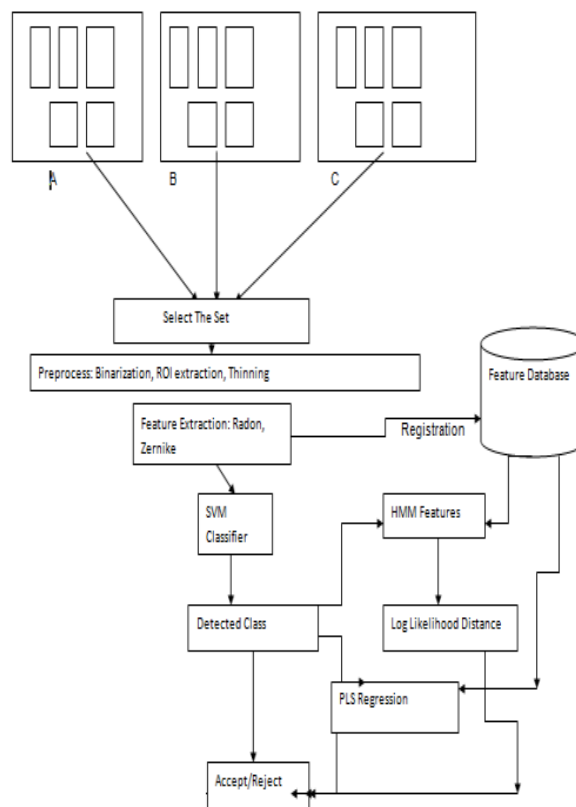 A
B
C
Select The Set
Preprocess: Binarization, ROI extraction, Thinning
Feature Database
Feature Extraction: Radon,
Zernike
Registration
SVM
Classifier
HMM Features
Detected Class
Log Likelihood Distance
PLS Regression
Accept/Reject